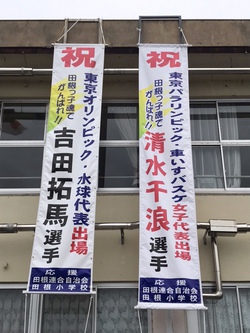 祝
東京オリンピック・水球代表出場
田根っ子魂で
がんばれ!!
吉田拓馬選手
応援
田根連合自治会
田根小学校
祝
東京パラリンピック・車いすバスケ女子代表出場
田根っ子魂で
がんばれ!!
清水千浪選手
応援
田根連合自治会
田根小学校